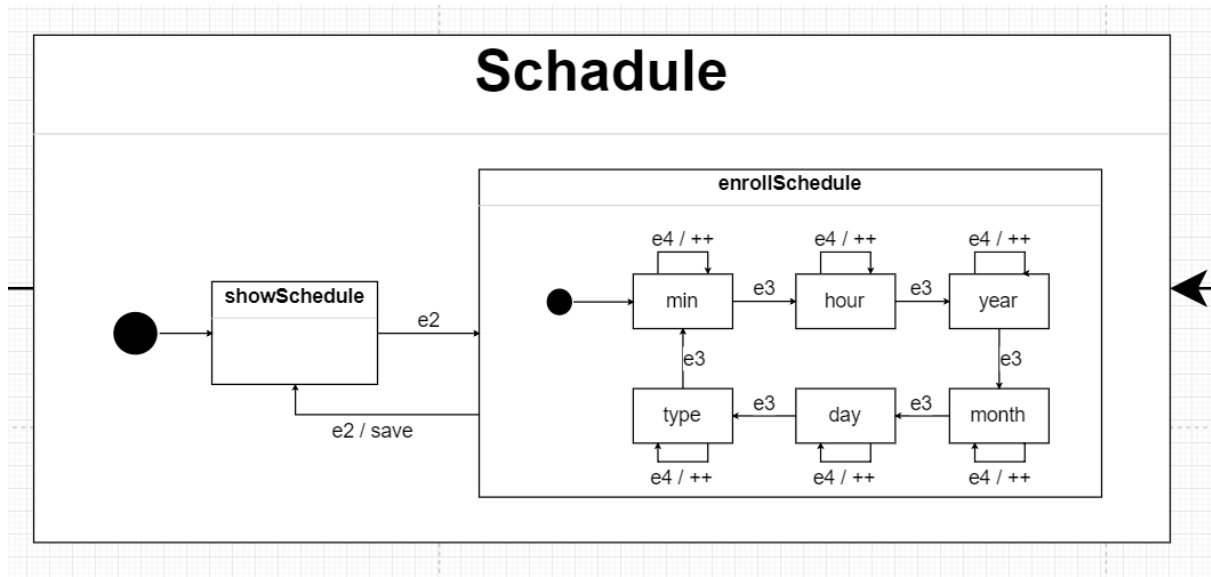 Schadule
enrollSchedule
e4 / ++
e4 / ++
e4 / ++
showSchedule
min
e3
hour
e3
year
e2
e3
e3
type
e3
day
e3
month
e2 / save
e4 / ++
e4 / ++
e4 / ++